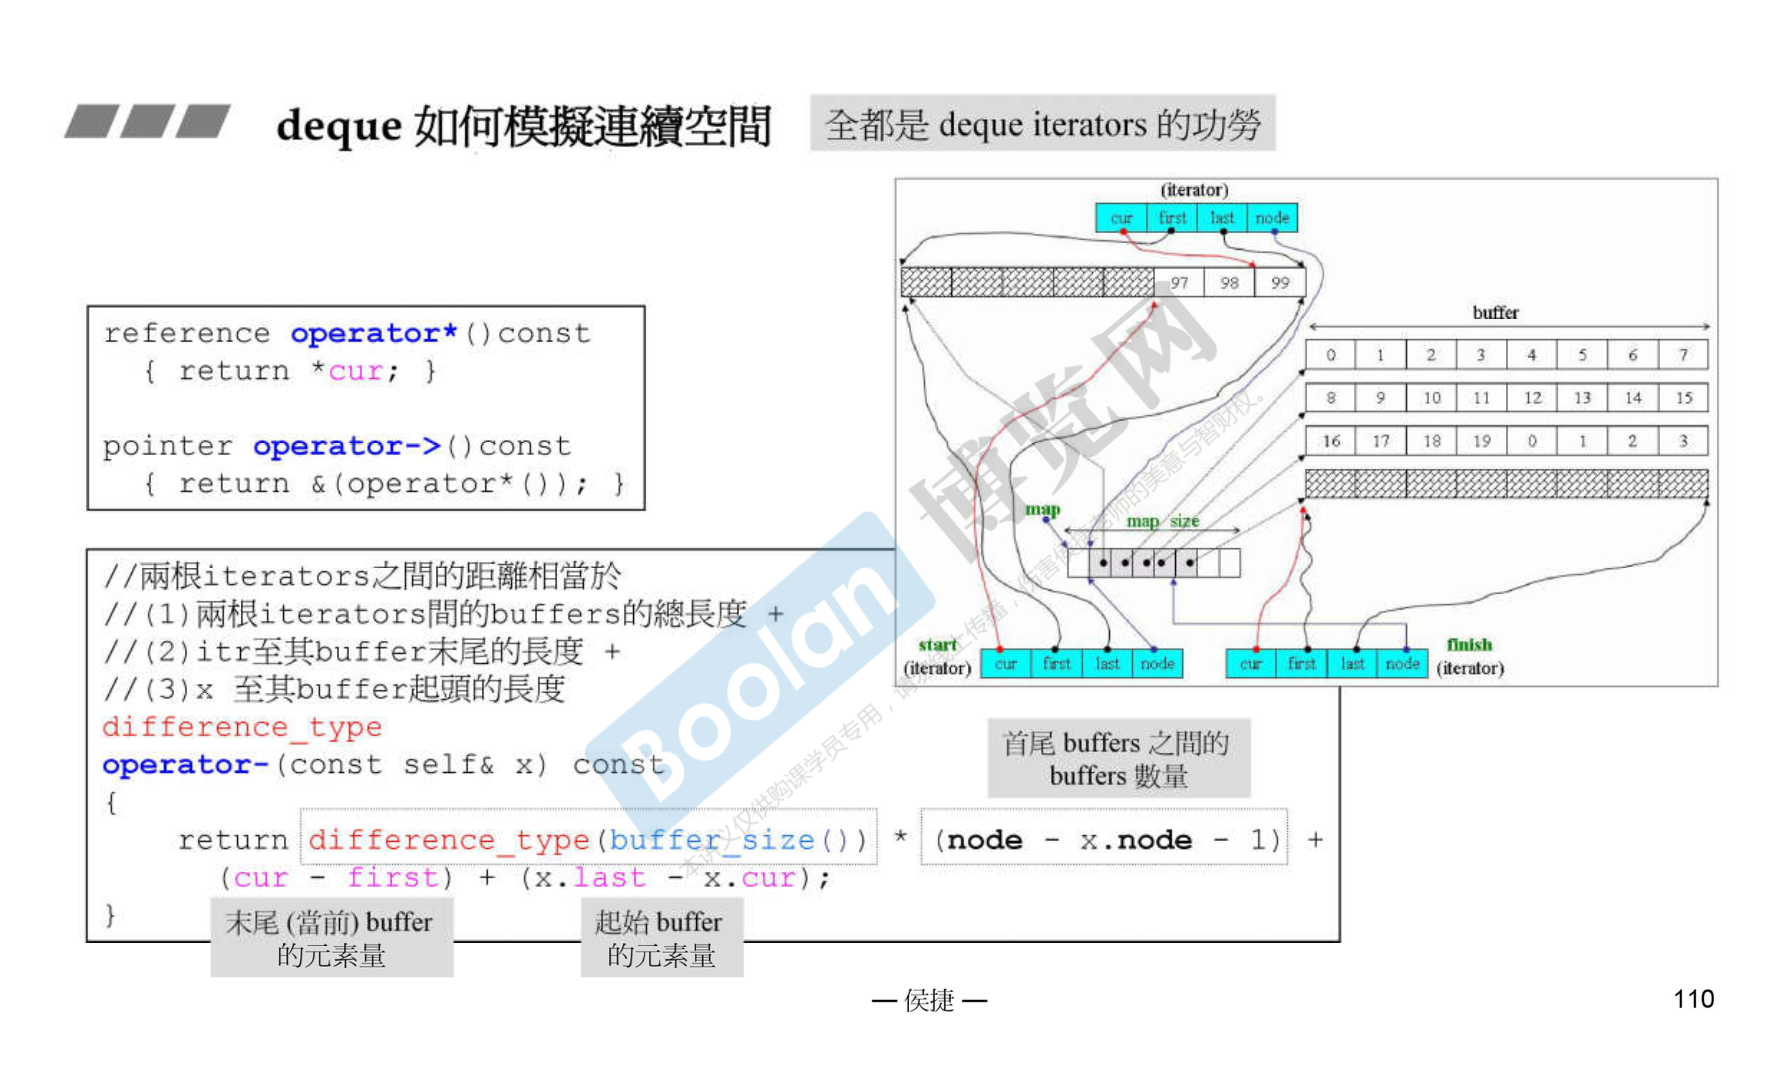 deque 如何模擬連續空間
全都是 deque iterators 的功勞
reference operator*()const
{ return *cur; }
pointer operator->()const
{ return &(operator*()); }
//兩根iterators之間的距離相當於
//(1)兩根iterators間的buffers的總長度 +
//(2)itr至其buffer末尾的長度 +
//(3)x 至其buffer起頭的長度
difference_type
operator-(const self& x) const
{
return difference_type(buffer_size()) * (node - x.node - 1) +
(cur - first) + (x.last - x.cur);
}
首尾 buffers 之間的
buffers 數量
末尾 (當前) buffer
的元素量
起始 buffer
的元素量
(iterator)
cur first last node
97 98 99
buffer
0 1 2 3 4 5 6 7
8 9 10 11 12 13 14 15
16 17 18 19 0 1 2 3
map
map size
start
(iterator)
cur first last node
cur first last node
finish
(iterator)
Boolan
博览网
— 侯捷 —
110